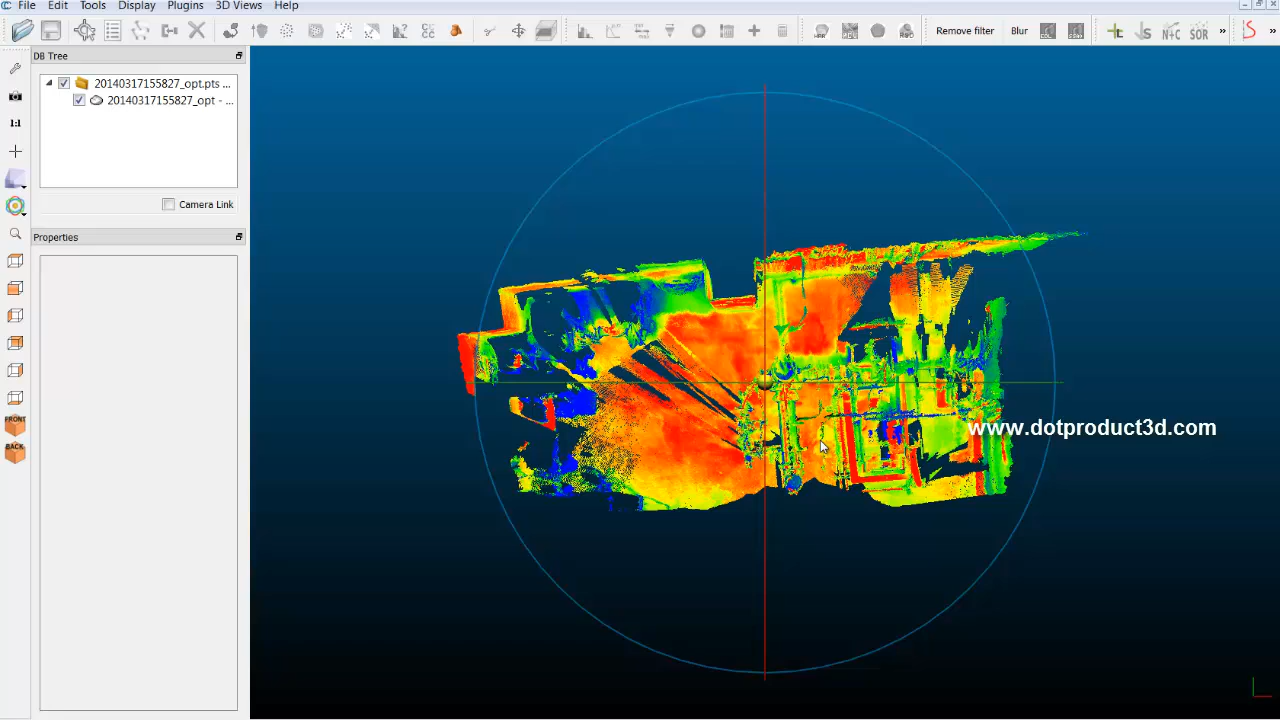 File Edit Tools Display Plugins 3D Views Help
Remove filter Blur N+C SOR » »
DB Tree
20140317155827_opt.pts ...
20140317155827_opt - ...
1:1
Camera Link
Properties
www.dotproduct3d.com
FRONT
BACK